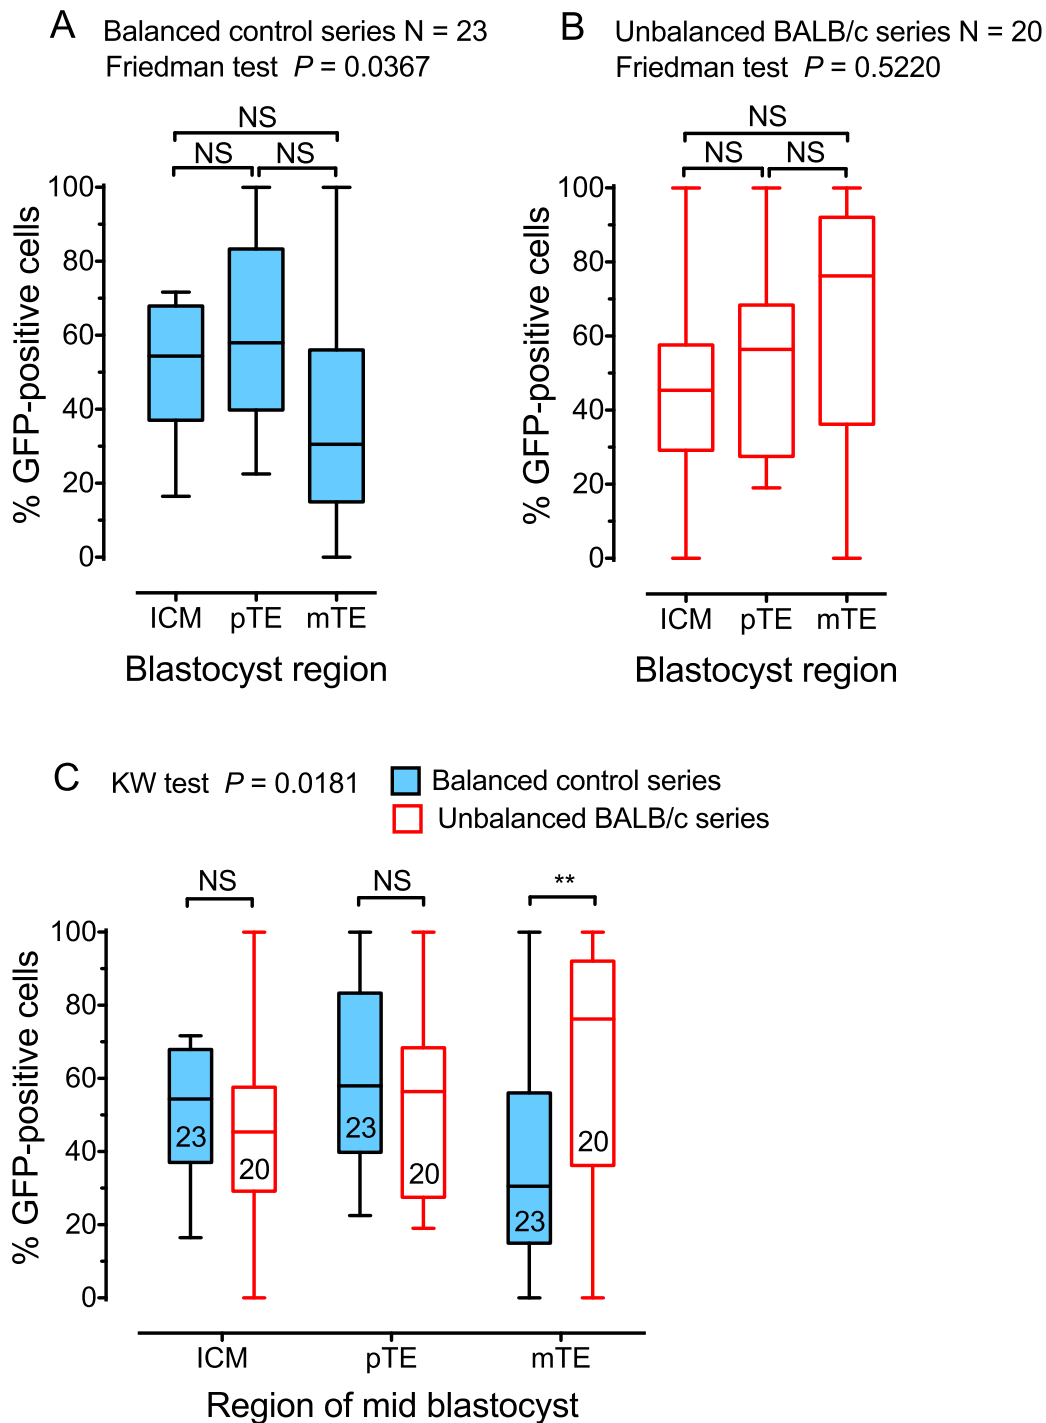 A Balanced control series N = 23
Friedman test P = 0.0367
NS
NS NS
100
80
60
40
20
0
% GFP-positive cells
ICM pTE mTE
Blastocyst region
B Unbalanced BALB/c series N = 20
Friedman test P = 0.5220
NS
NS NS
100
80
60
40
20
0
% GFP-positive cells
ICM pTE mTE
Blastocyst region
C KW test P = 0.0181
Balanced control series
Unbalanced BALB/c series
NS NS **
100
80
60
40
20
0
% GFP-positive cells
23 20 23 20 23 20
ICM pTE mTE
Region of mid blastocyst